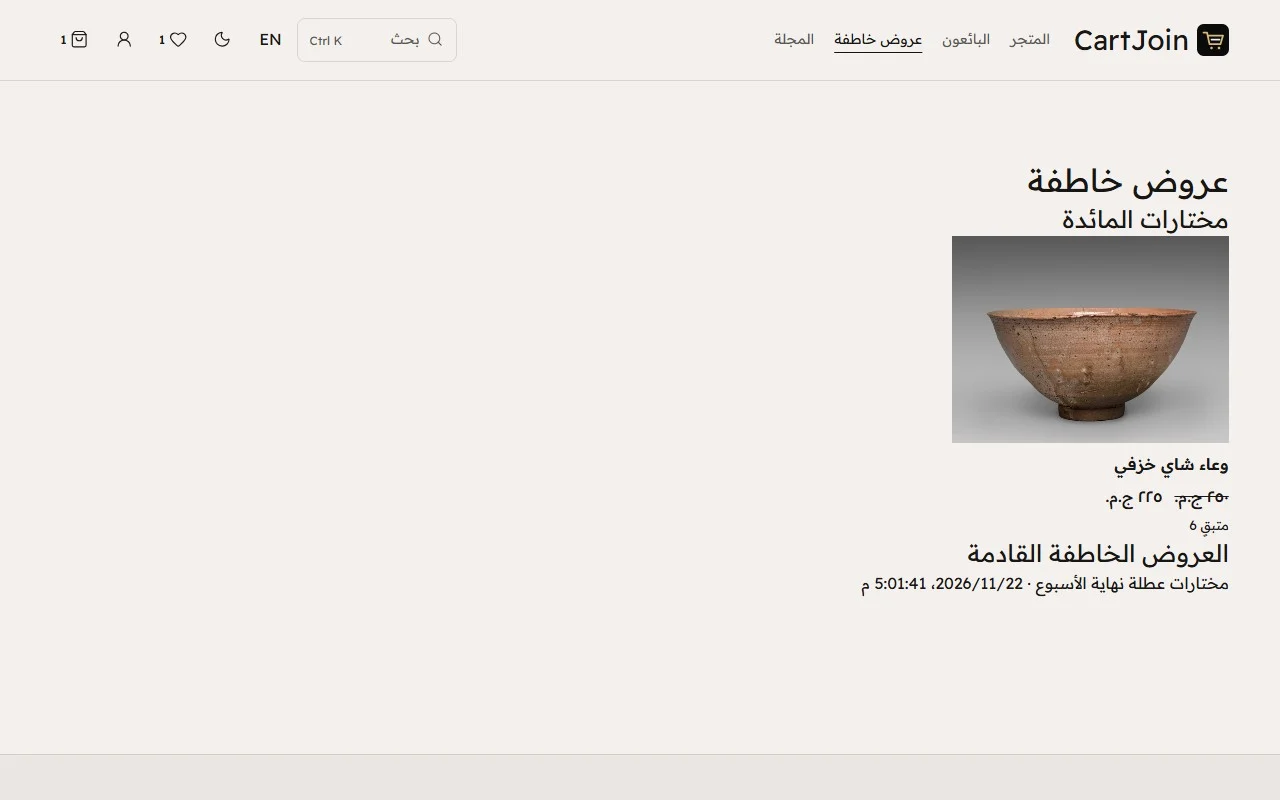 CartJoin
المتجر
البائعون
عروض خاطفة
المجلة
بحث
Ctrl K
EN
1
1
عروض خاطفة
مختارات المائدة
وعاء شاي خزفي
٢٥٠ ج.م. ٢٢٥ ج.م.
متبقٍ 6
العروض الخاطفة القادمة
مختارات عطلة نهاية الأسبوع · 2026/11/22، 5:01:41 م